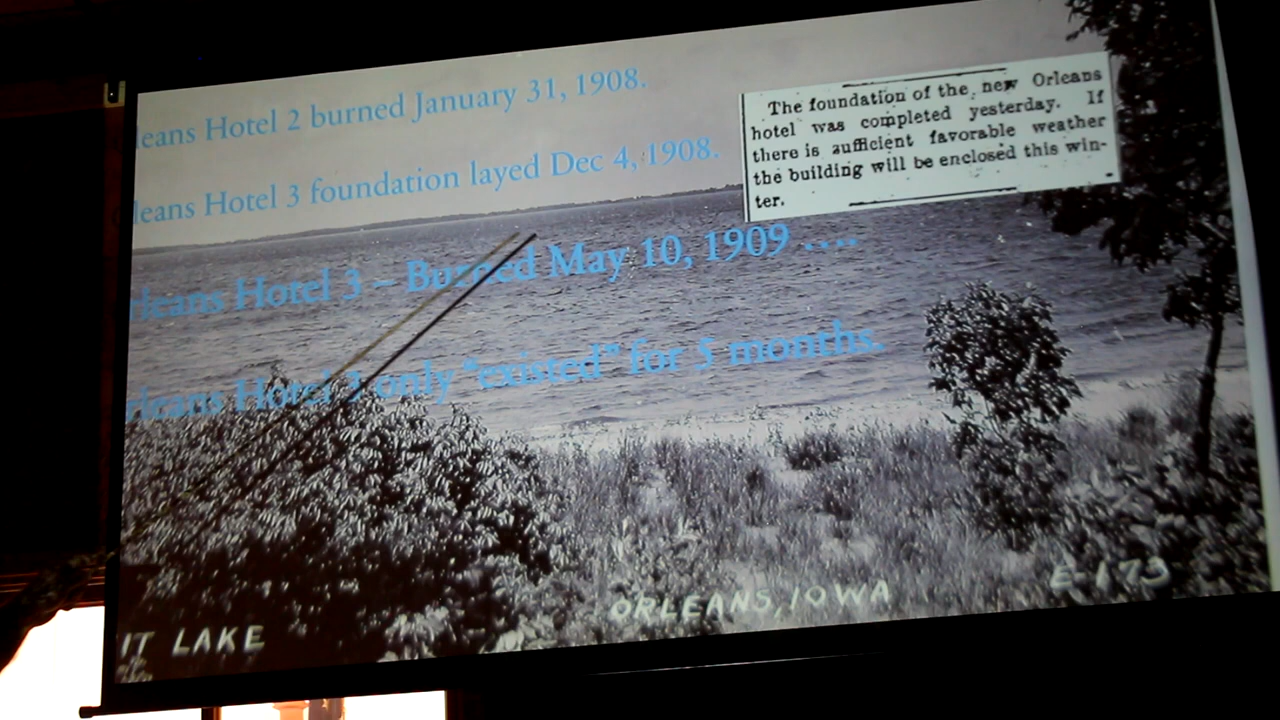 leans Hotel 2 burned January 31, 1908.
leans Hotel 3 foundation layed Dec 4, 1908.
The foundation of the new Orleans
hotel was completed yesterday. If
there is sufficient favorable weather
the building will be enclosed this win-
ter.
rleans Hotel 3 – Burned May 10, 1909 ....
rleans Hotel 3 only "existed" for 5 months.
IT LAKE
ORLEANS, IOWA
E-173